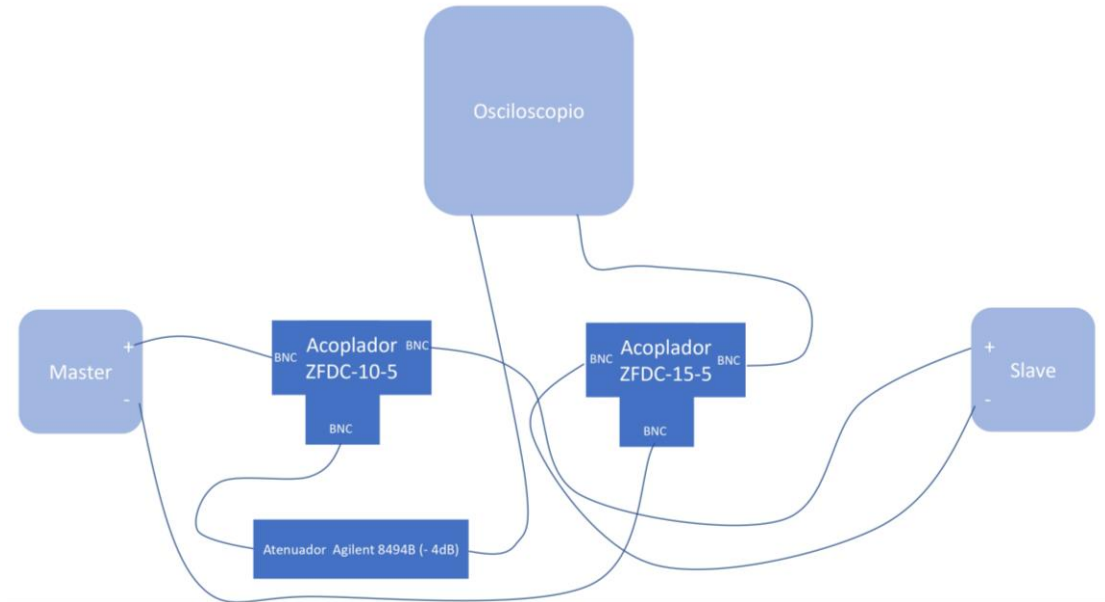 Osciloscopio
Master
+
-
BNC
Acoplador
ZFDC-10-5
BNC
BNC
BNC
Acoplador
ZFDC-15-5
BNC
BNC
+
-
Slave
Atenuador Agilent 8494B (- 4dB)